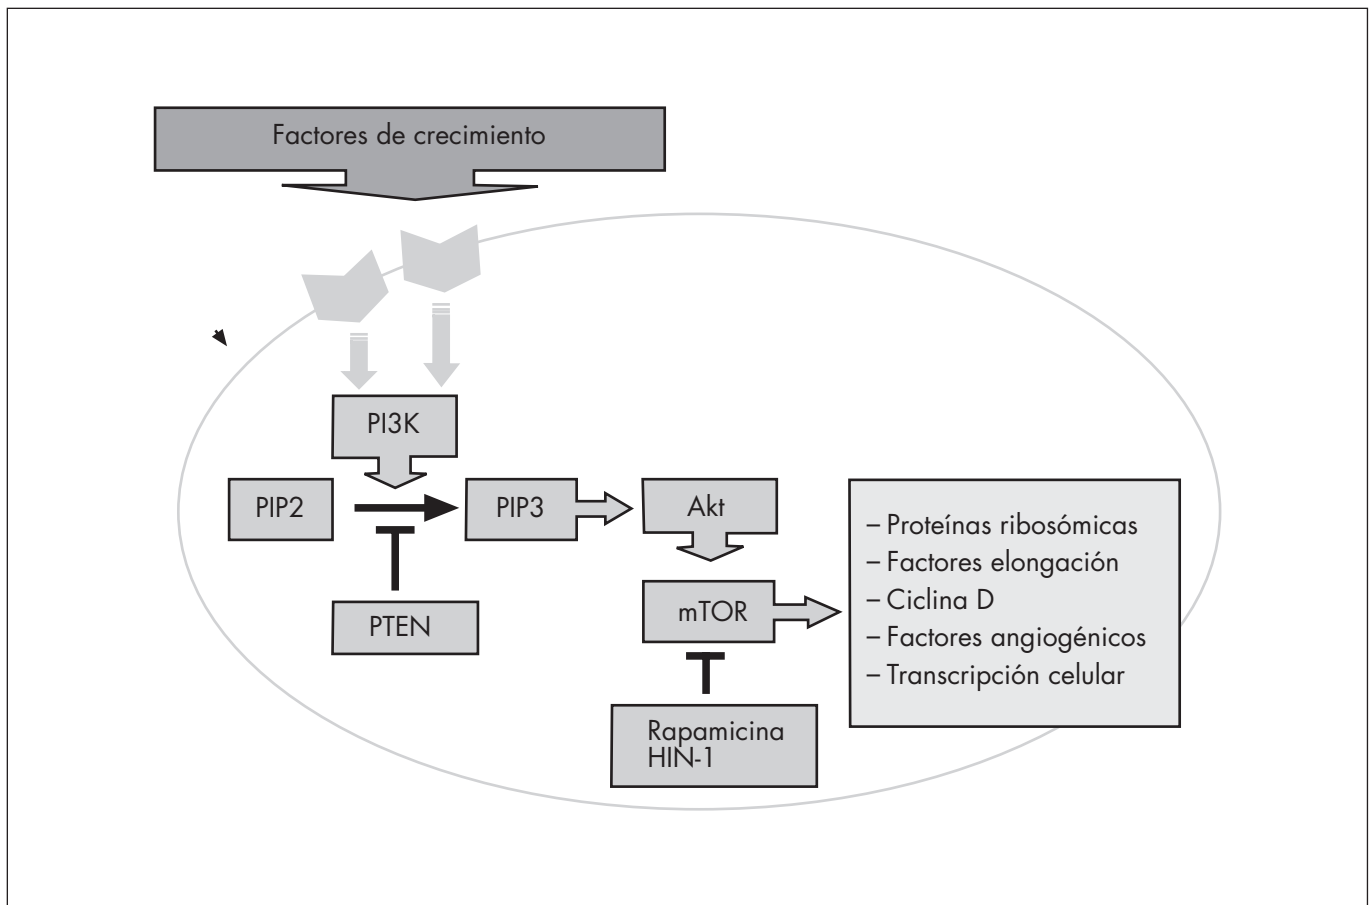 Factores de crecimiento
PI3K
PIP2
PIP3
Akt
PTEN
mTOR
– Proteínas ribosómicas
– Factores elongación
– Ciclina D
– Factores angiogénicos
– Transcripción celular
Rapamicina
HIN-1